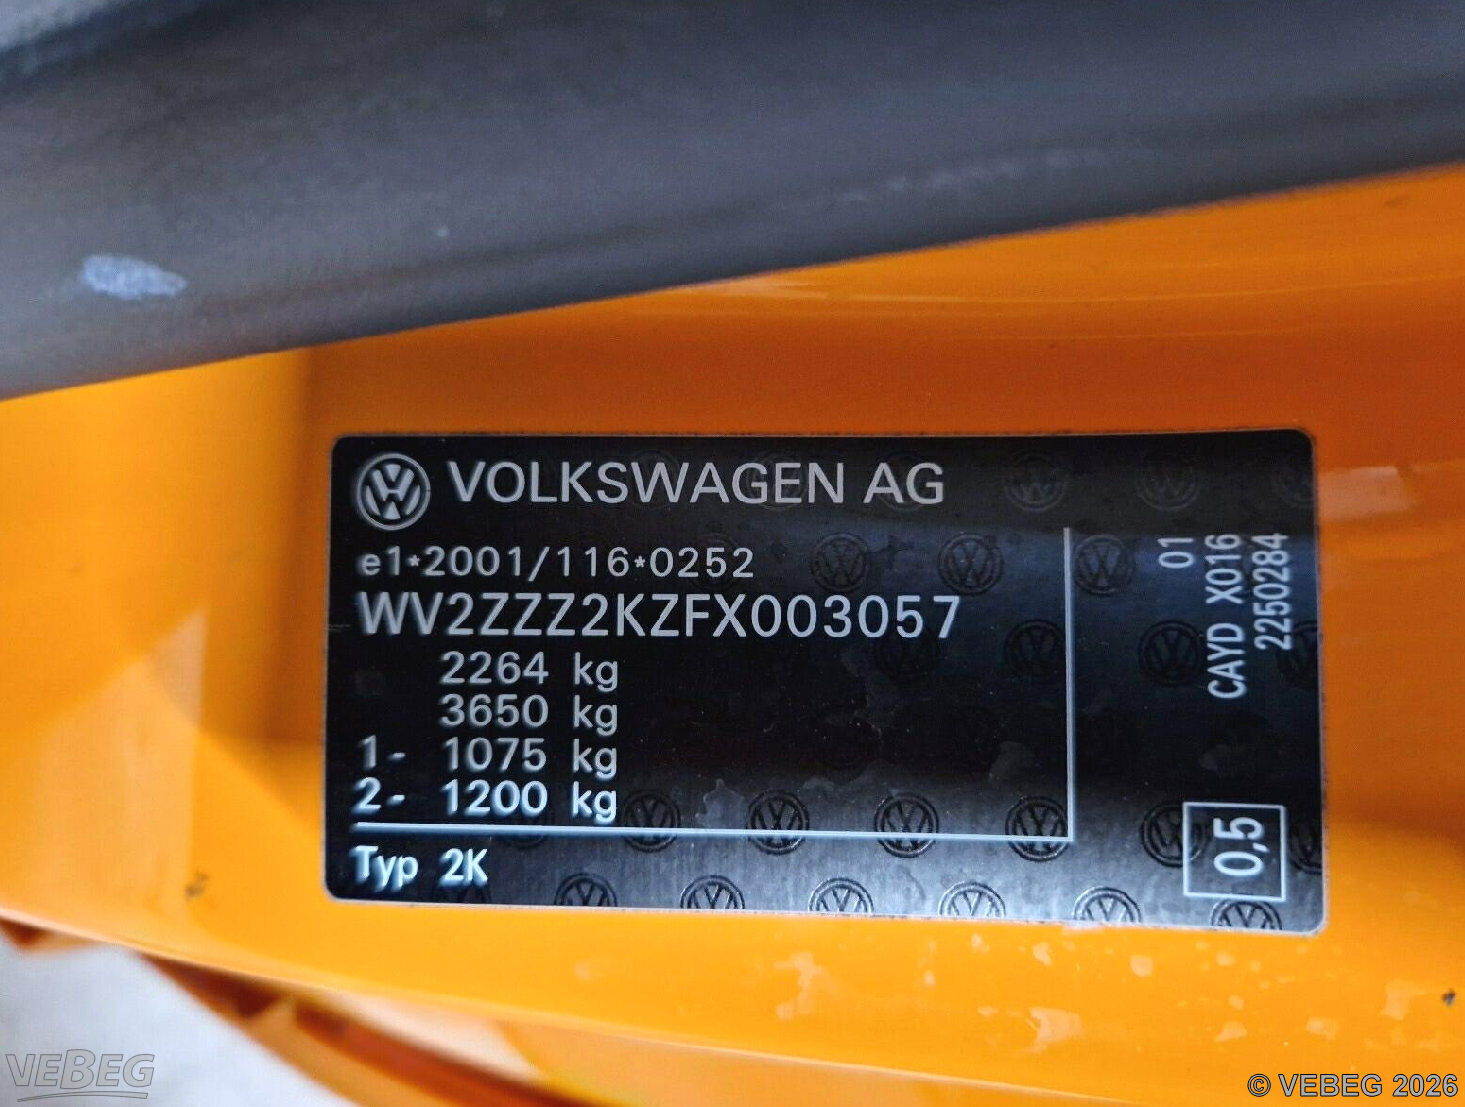 VOLKSWAGEN AG
e1*2001/116*0252
WV2ZZZ2KZFX003057
2264 kg
3650 kg
1- 1075 kg
2- 1200 kg
Typ 2K
01
CAYD X016
2250284
0,5
VEBEG
© VEBEG 2026